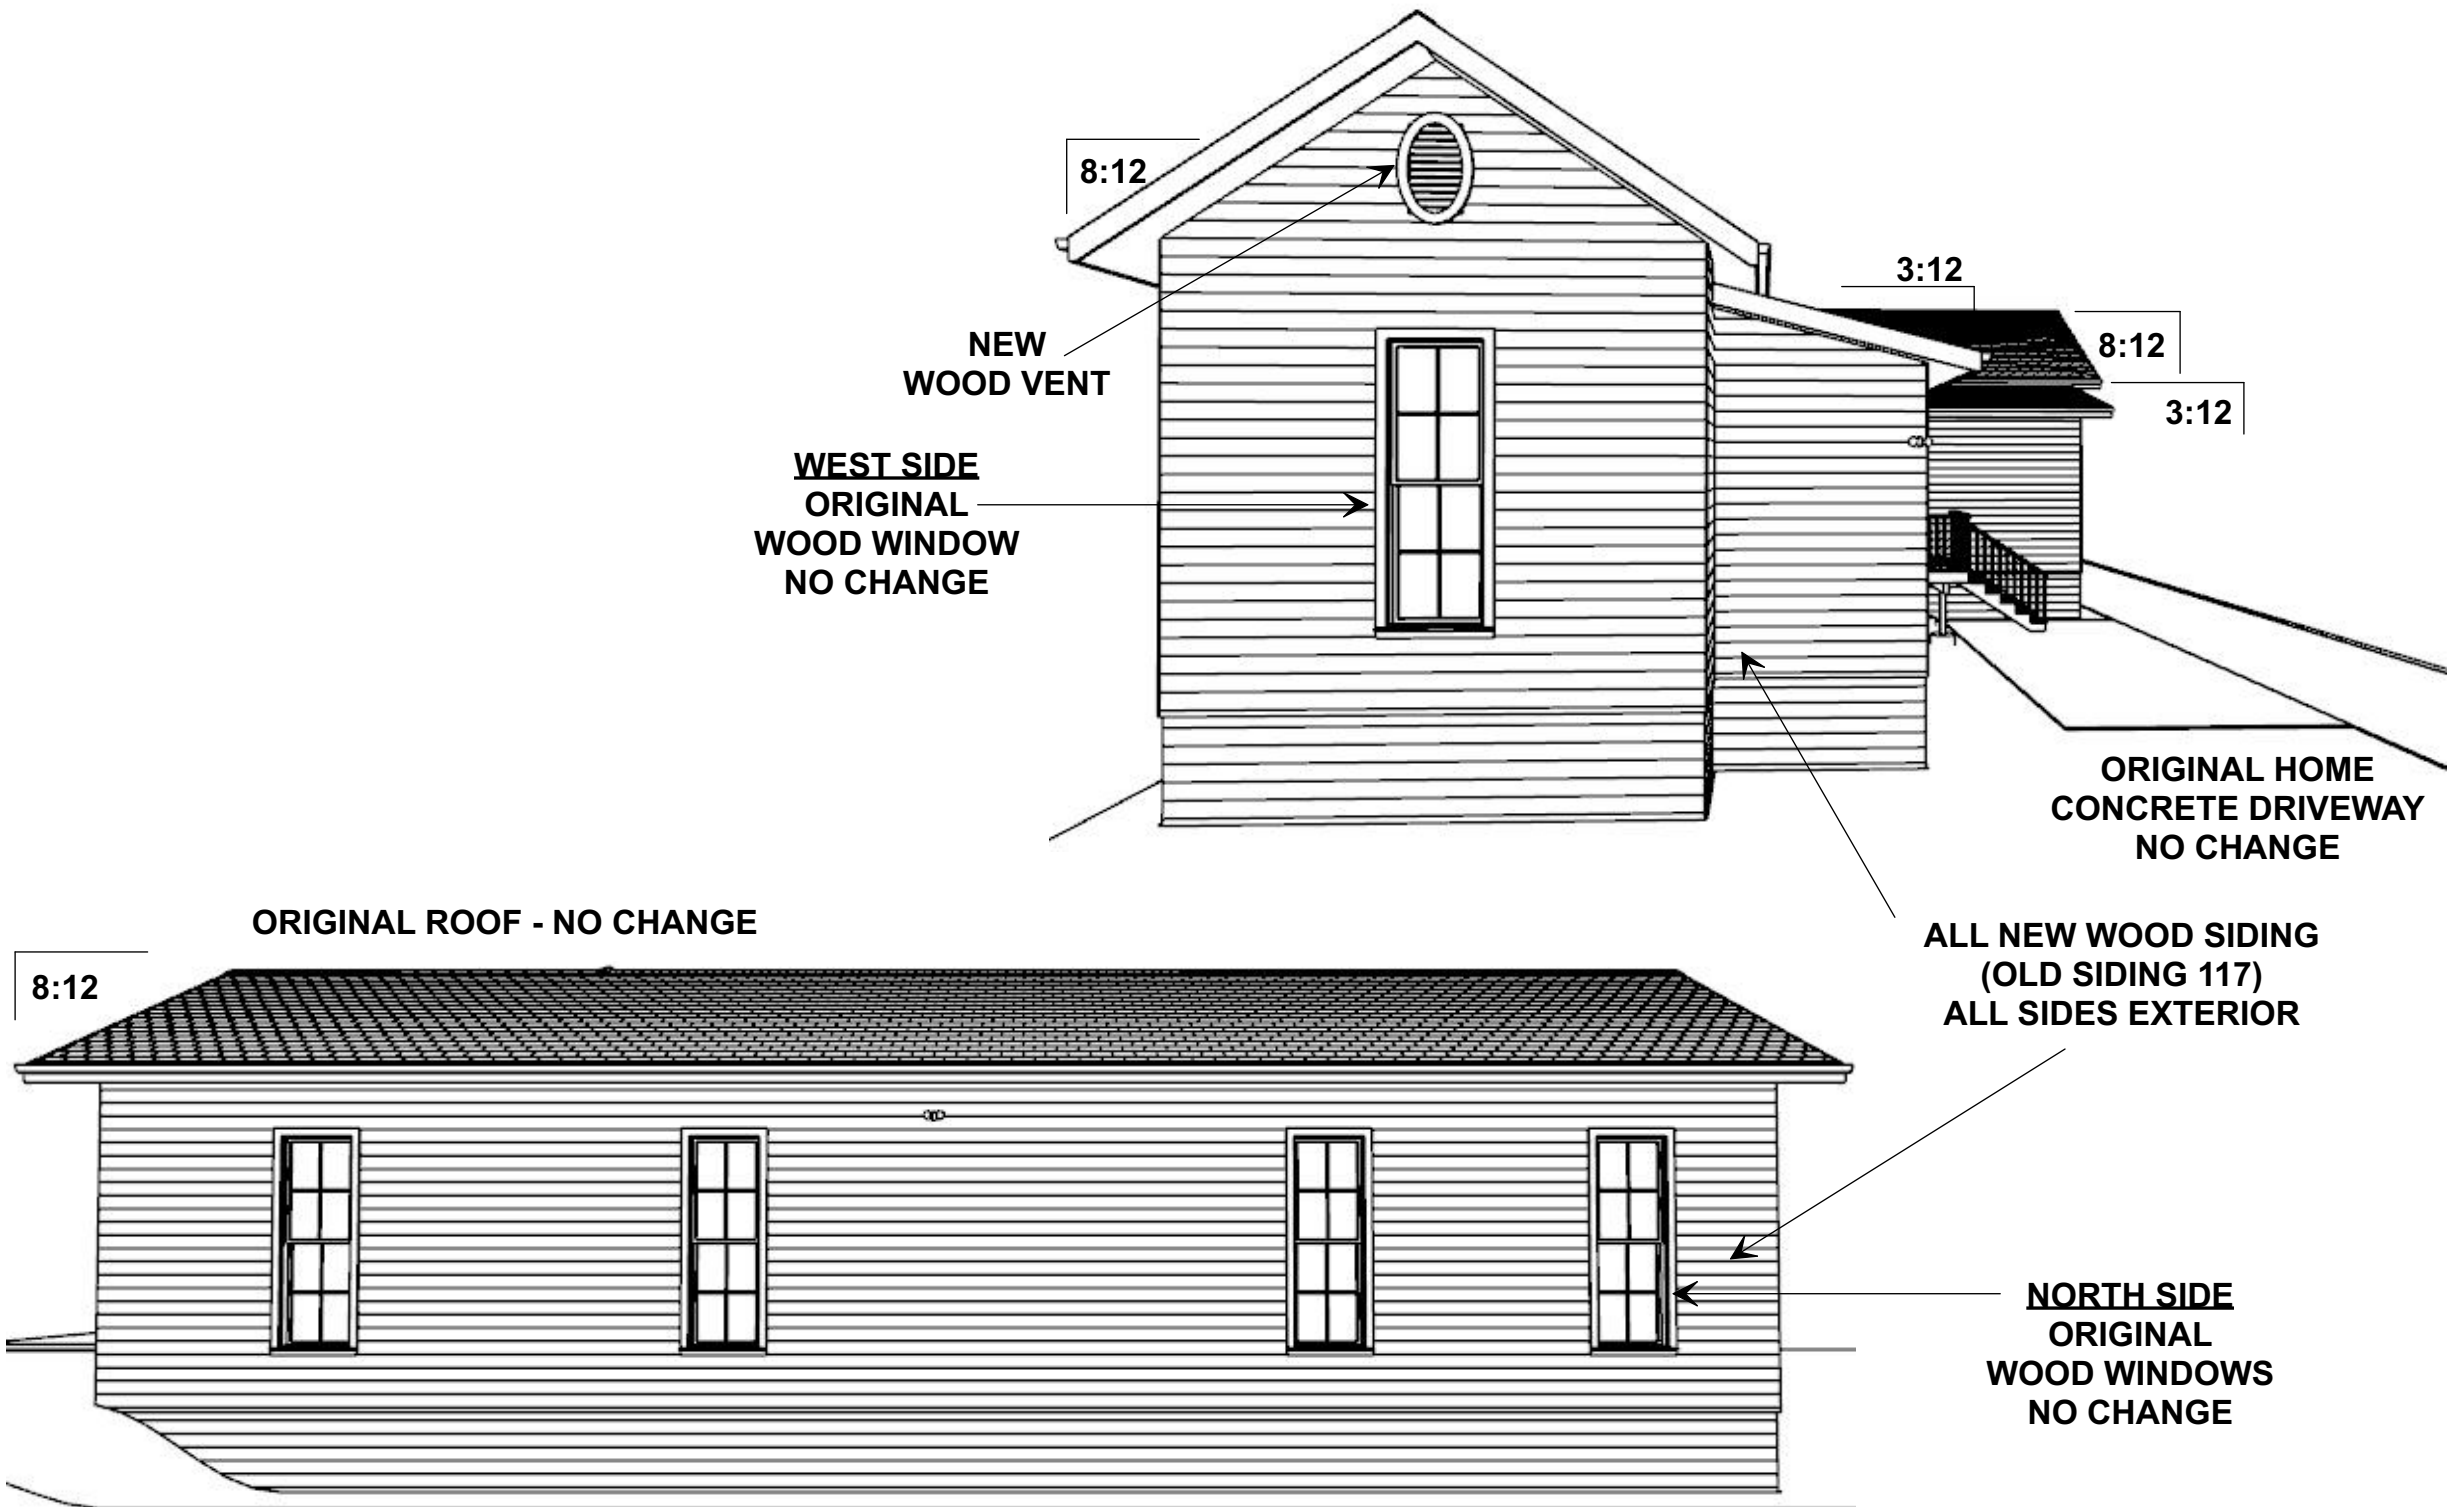 8:12
3:12
8:12
3:12
NEW
WOOD VENT
WEST SIDE
ORIGINAL
WOOD WINDOW
NO CHANGE
ORIGINAL HOME
CONCRETE DRIVEWAY
NO CHANGE
ORIGINAL ROOF - NO CHANGE
8:12
ALL NEW WOOD SIDING
(OLD SIDING 117)
ALL SIDES EXTERIOR
NORTH SIDE
ORIGINAL
WOOD WINDOWS
NO CHANGE